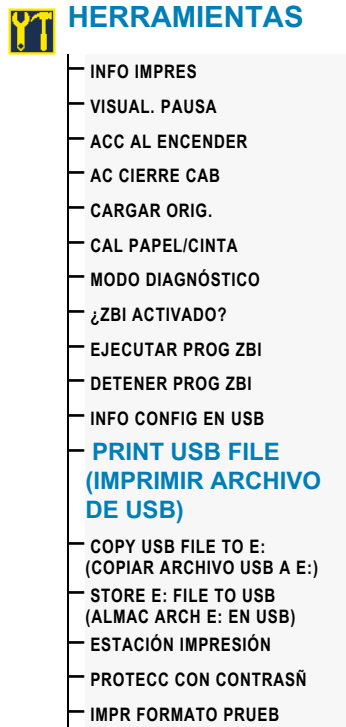 HERRAMIENTAS
INFO IMPRES
VISUAL. PAUSA
ACC AL ENCENDER
AC CIERRE CAB
CARGAR ORIG.
CAL PAPEL/CINTA
MODO DIAGNÓSTICO
¿ZBI ACTIVADO?
EJECUTAR PROG ZBI
DETENER PROG ZBI
INFO CONFIG EN USB
PRINT USB FILE
(IMPRIMIR ARCHIVO
DE USB)
COPY USB FILE TO E:
(COPIAR ARCHIVO USB A E:)
STORE E: FILE TO USB
(ALMAC ARCH E: EN USB)
ESTACIÓN IMPRESIÓN
PROTECC CON CONTRASÑ
IMPR FORMATO PRUEB